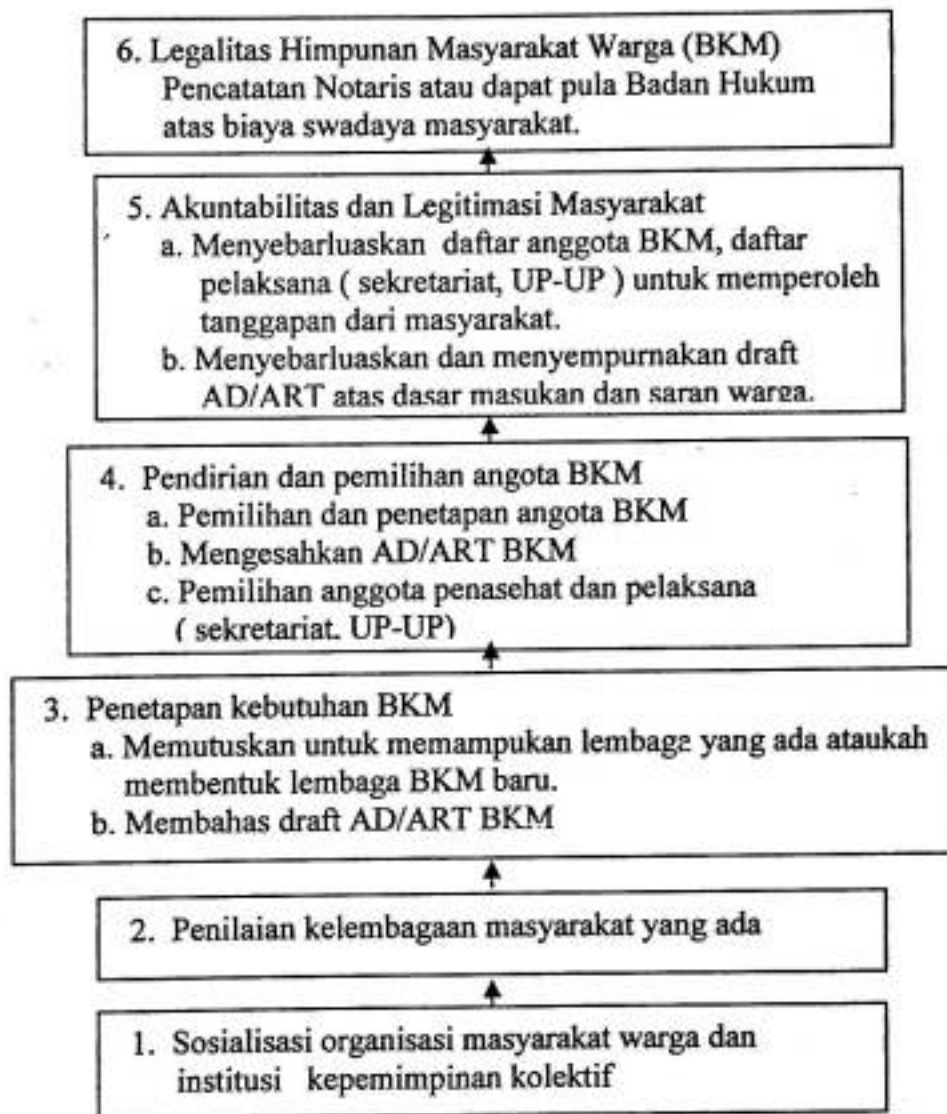 6. Legalitas Himpunan Masyarakat Warga (BKM)
Pencatatan Notaris atau dapat pula Badan Hukum
atas biaya swadaya masyarakat.
5. Akuntabilitas dan Legitimasi Masyarakat
a. Menyebarluaskan daftar anggota BKM, daftar
pelaksana ( sekretariat, UP-UP ) untuk memperoleh
tanggapan dari masyarakat.
b. Menyebarluaskan dan menyempurnakan draft
AD/ART atas dasar masukan dan saran warga.
4. Pendirian dan pemilihan angota BKM
a. Pemilihan dan penetapan angota BKM
b. Mengesahkan AD/ART BKM
c. Pemilihan anggota penasehat dan pelaksana
( sekretariat, UP-UP)
3. Penetapan kebutuhan BKM
a. Memutuskan untuk memampukan lembaga yang ada ataukah
membentuk lembaga BKM baru.
b. Membahas draft AD/ART BKM
2. Penilaian kelembagaan masyarakat yang ada
1. Sosialisasi organisasi masyarakat warga dan
institusi kepemimpinan kolektif